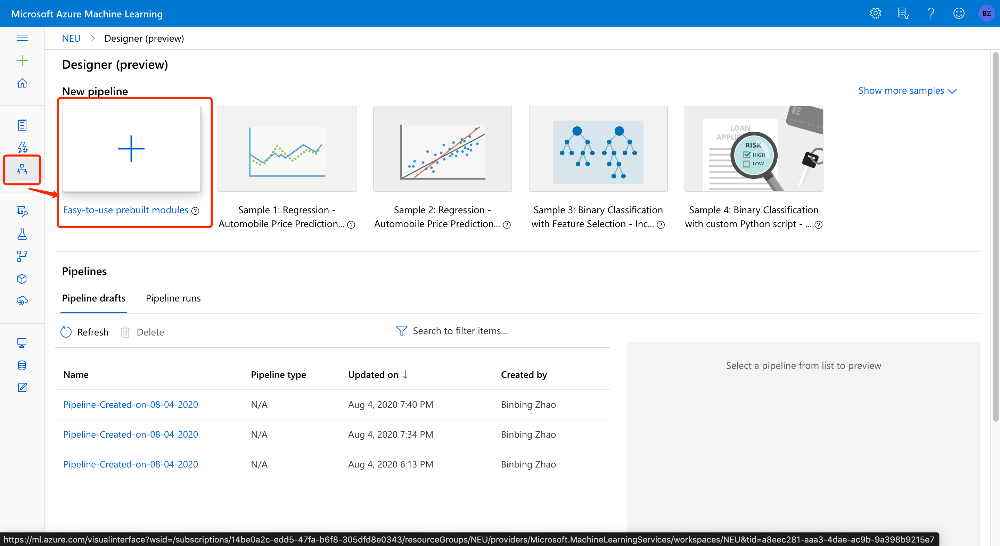 Microsoft Azure Machine Learning
BZ
NEU > Designer (preview)
Designer (preview)
New pipeline
Show more samples
LOAN
APPLIC
RISK
HIGH
LOW
Easy-to-use prebuilt modules
Sample 1: Regression -
Automobile Price Prediction...
Sample 2: Regression -
Automobile Price Prediction...
Sample 3: Binary Classification
with Feature Selection - Inc...
Sample 4: Binary Classification
with custom Python script - ...
Pipelines
Pipeline drafts Pipeline runs
Refresh Delete Search to filter items...
Select a pipeline from list to preview
Name Pipeline type Updated on ↓ Created by
Pipeline-Created-on-08-04-2020 N/A Aug 4, 2020 7:40 PM Binbing Zhao
Pipeline-Created-on-08-04-2020 N/A Aug 4, 2020 7:34 PM Binbing Zhao
Pipeline-Created-on-08-04-2020 N/A Aug 4, 2020 6:13 PM Binbing Zhao
https://ml.azure.com/visualinterface?wsid=/subscriptions/14be0a2c-edd5-47fa-b6f8-305dfd8e0343/resourceGroups/NEU/providers/Microsoft.MachineLearningServices/workspaces/NEU&tid=a8eec281-aaa3-4dae-ac9b-9a398b9215e7